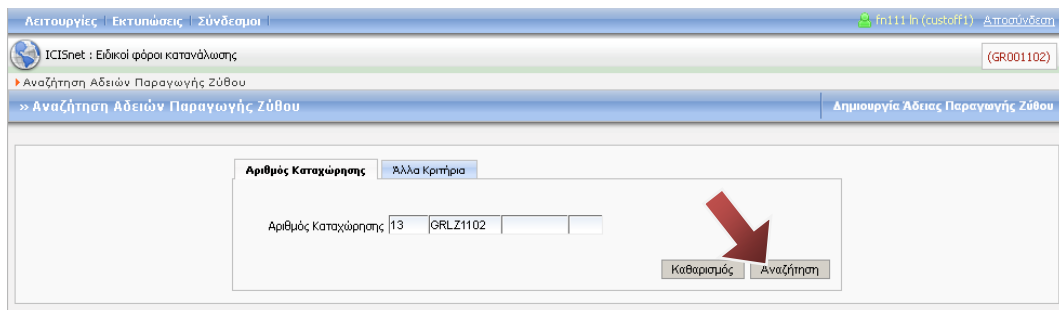 Λειτουργίες | Εκτυπώσεις | Σύνδεσμοι | fn111 ln (custoff1) Αποσύνδεση
ICISnet : Ειδικοί φόροι κατανάλωσης (GR001102)
Αναζήτηση Αδειών Παραγωγής Ζύθου
» Αναζήτηση Αδειών Παραγωγής Ζύθου Δημιουργία Άδειας Παραγωγής Ζύθου
Αριθμός Καταχώρησης Άλλα Κριτήρια
Αριθμός Καταχώρησης 13 GRLZ1102
Καθαρισμός Αναζήτηση